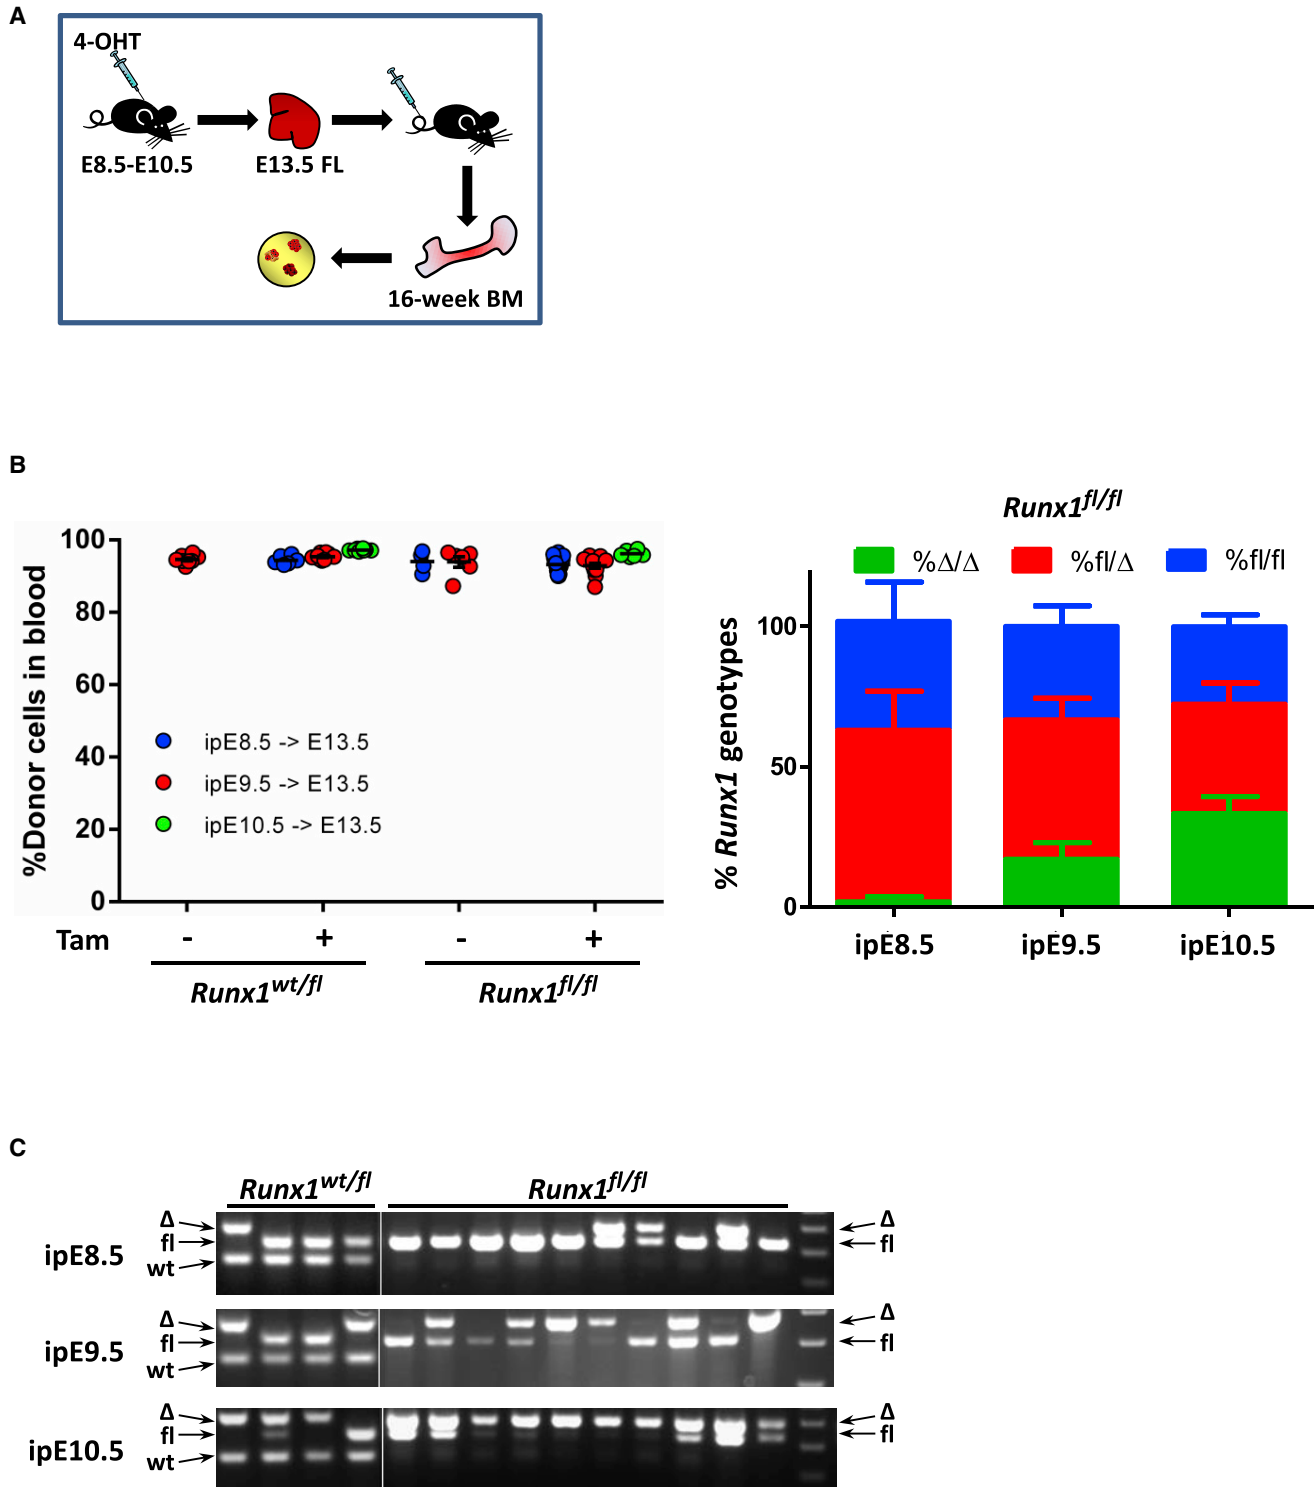 A
4-OHT
E8.5-E10.5
E13.5 FL
16-week BM
B
%Donor cells in blood
100
80
60
40
20
0
ipE8.5 -> E13.5
ipE9.5 -> E13.5
ipE10.5 -> E13.5
Tam - + - +
Runx1wt/fl
Runx1fl/fl
Runx1fl/fl
%Δ/Δ %fl/Δ %fl/fl
% Runx1 genotypes
100
50
0
ipE8.5 ipE9.5 ipE10.5
C
Runx1wt/fl Runx1fl/fl
ipE8.5
Δ
fl
wt
Δ
fl
ipE9.5
Δ
fl
wt
Δ
fl
ipE10.5
Δ
fl
wt
Δ
fl